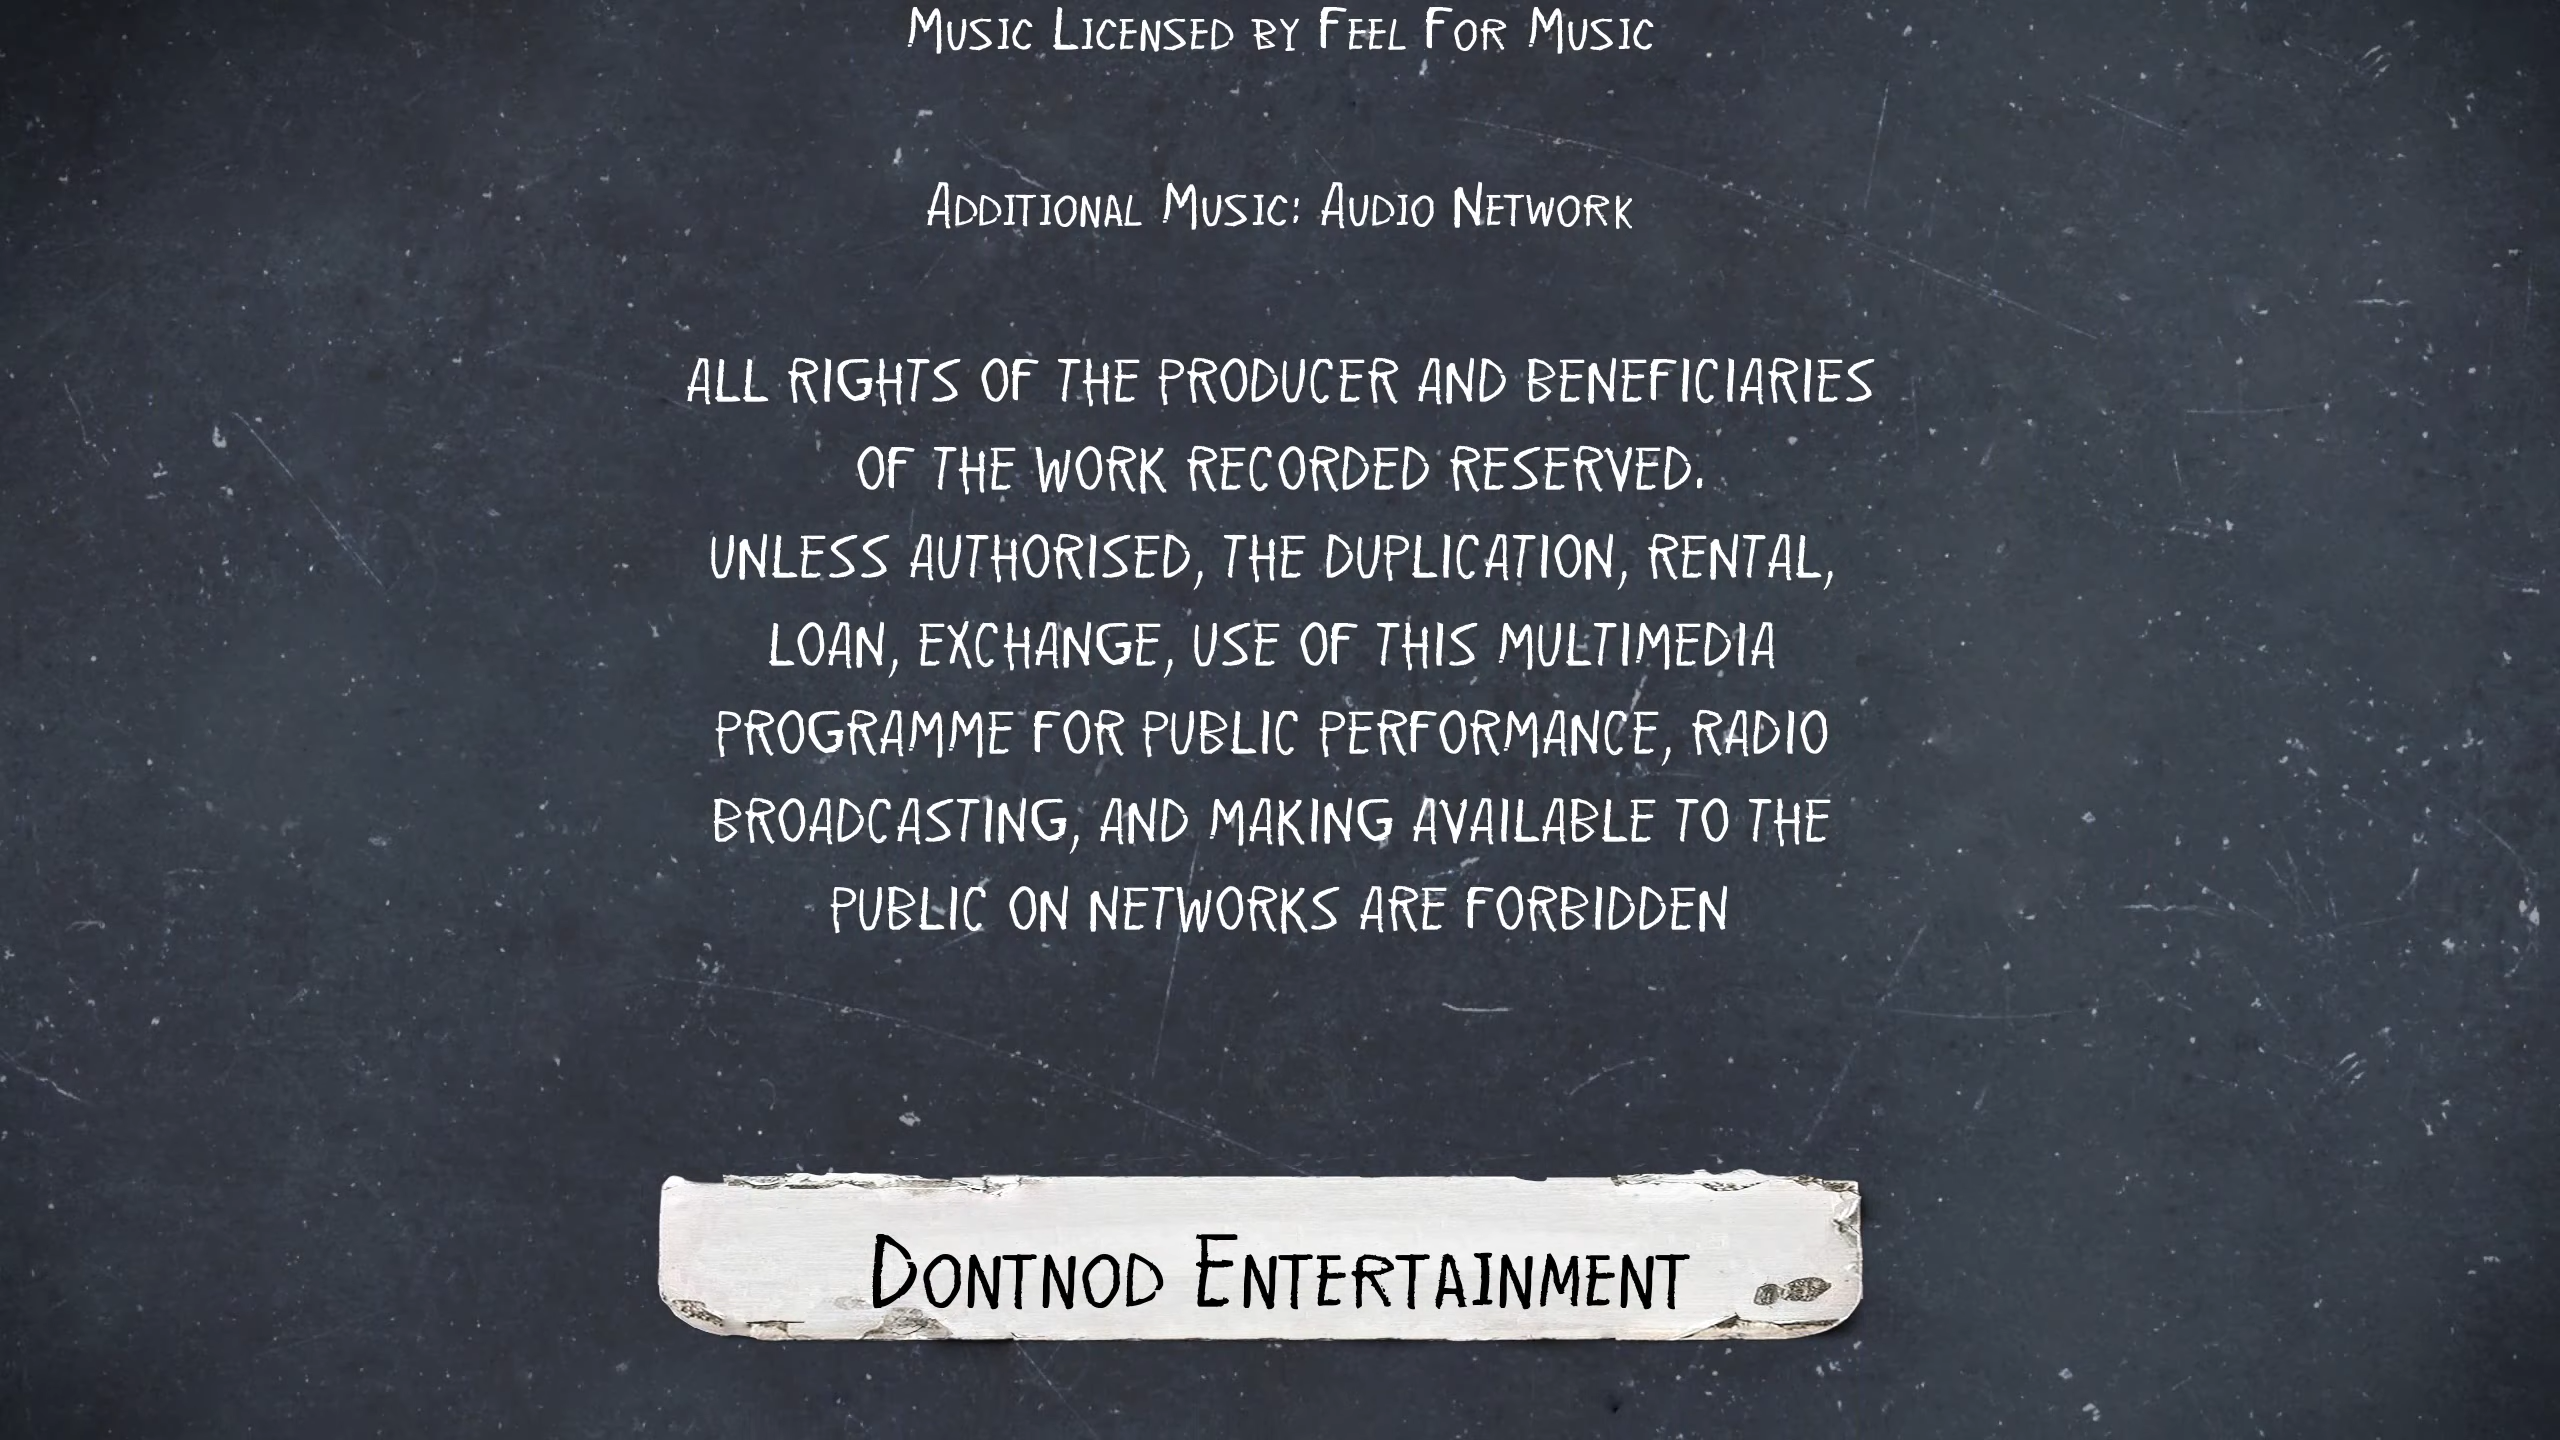 Music Licensed by Feel For Music
Additional Music: Audio Network
ALL RIGHTS OF THE PRODUCER AND BENEFICIARIES
OF THE WORK RECORDED RESERVED.
UNLESS AUTHORISED, THE DUPLICATION, RENTAL,
LOAN, EXCHANGE, USE OF THIS MULTIMEDIA
PROGRAMME FOR PUBLIC PERFORMANCE, RADIO
BROADCASTING, AND MAKING AVAILABLE TO THE
PUBLIC ON NETWORKS ARE FORBIDDEN
Dontnod Entertainment